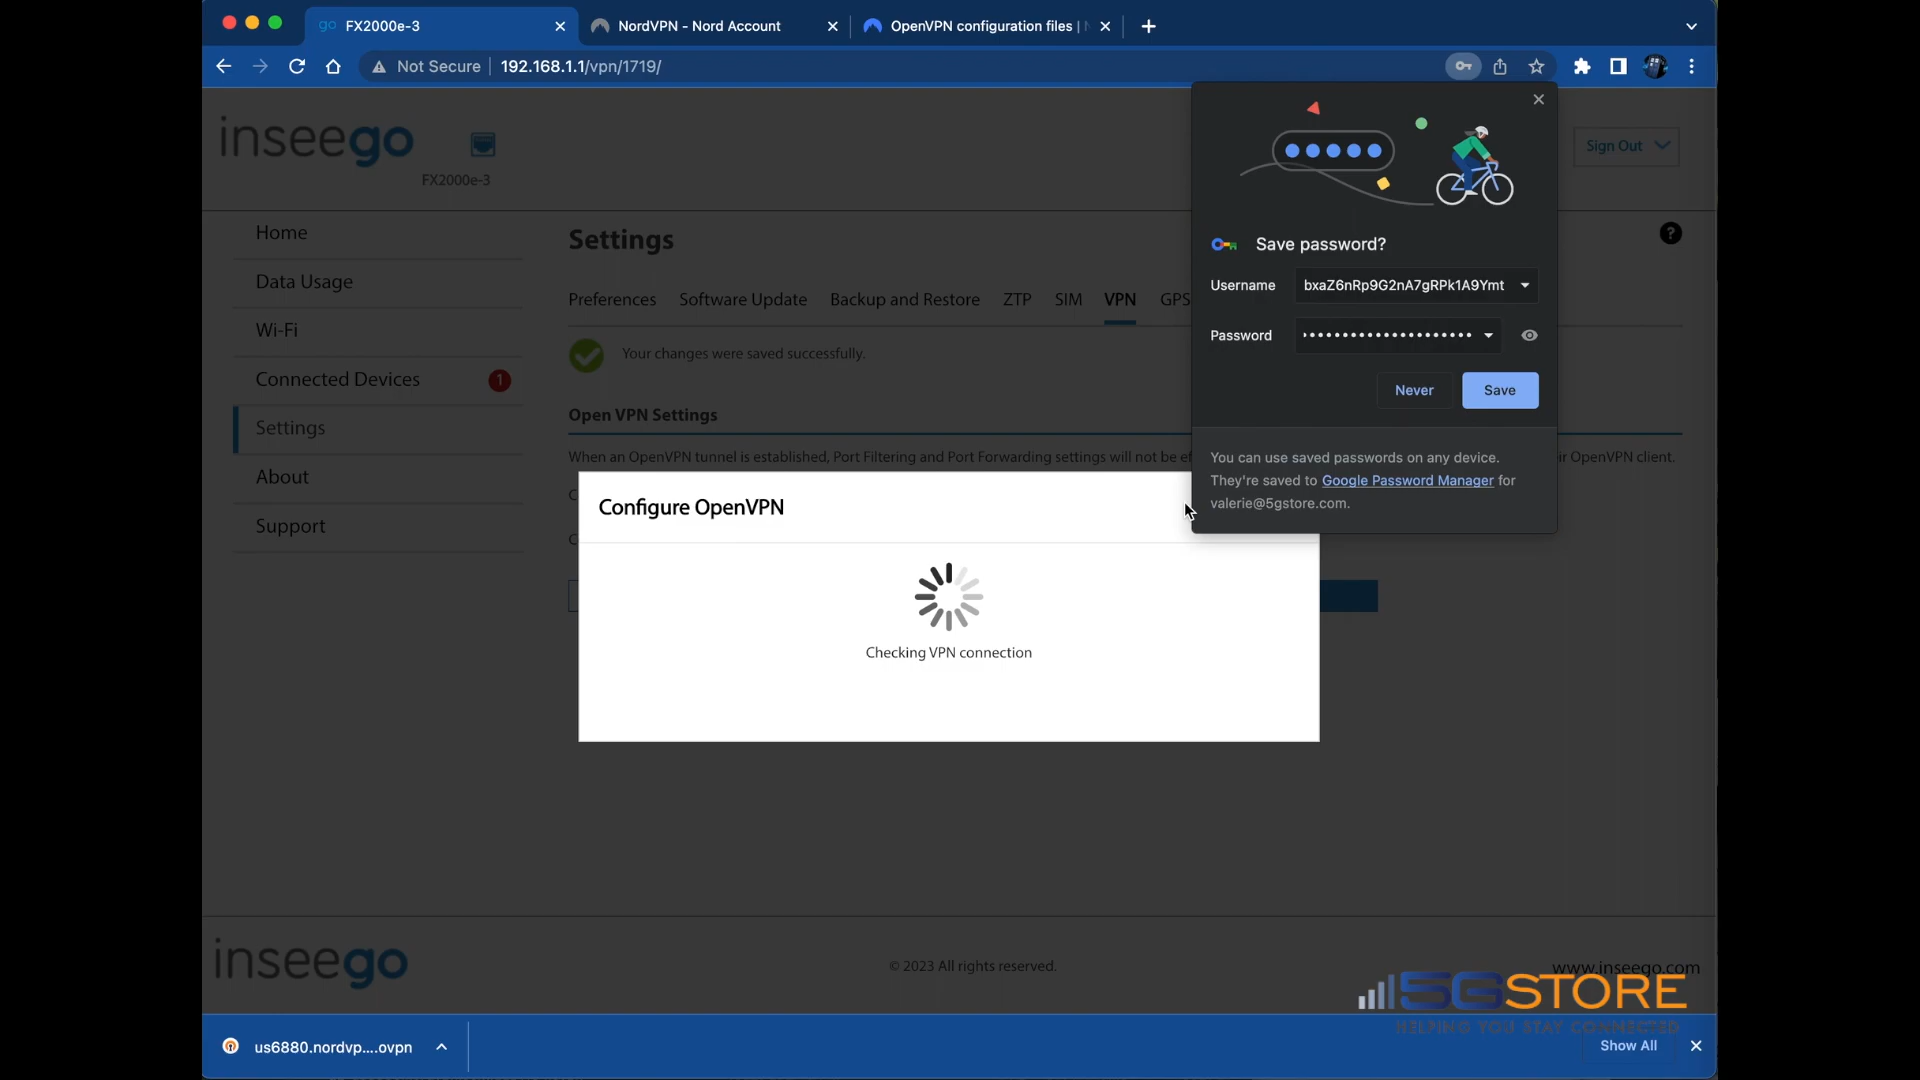 go FX2000e-3
NordVPN - Nord Account
OpenVPN configuration files |
Not Secure
192.168.1.1/vpn/1719/
inseego
FX2000e-3
Sign Out
Home
Data Usage
Wi-Fi
Connected Devices
1
Settings
About
Support
Settings
?
Preferences
Software Update
Backup and Restore
ZTP
SIM
VPN
GPS
Your changes were saved successfully.
Open VPN Settings
When an OpenVPN tunnel is established, Port Filtering and Port Forwarding settings will not be
OpenVPN client.
Configure OpenVPN
Checking VPN connection
Save password?
Username
bxaZ6nRp9G2nA7gRPk1A9Ymt
Password
Never
Save
You can use saved passwords on any device.
They're saved to Google Password Manager for
valerie@5gstore.com.
inseego
© 2023 All rights reserved.
www.inseego.com
5GSTORE
HELPING YOU STAY CONNECTED
us6880.nordvp....ovpn
Show All